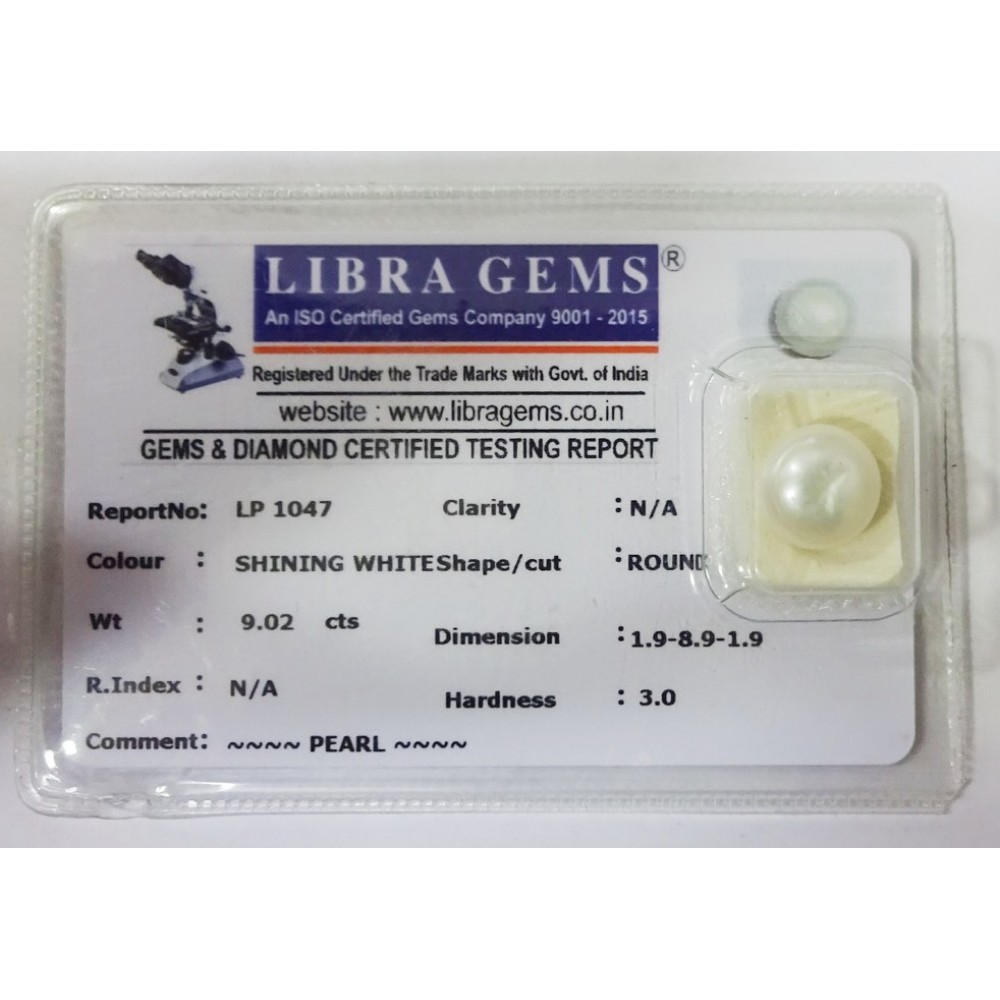 LIBRA GEMS ®
An ISO Certified Gems Company 9001 - 2015
Registered Under the Trade Marks with Govt. of India
website : www.libragems.co.in
GEMS & DIAMOND CERTIFIED TESTING REPORT
ReportNo: LP 1047 Clarity : N/A
Colour : SHINING WHITE Shape/cut : ROUND
Wt : 9.02 cts Dimension : 1.9-8.9-1.9
R.Index : N/A Hardness : 3.0
Comment: ~~~~ PEARL ~~~~